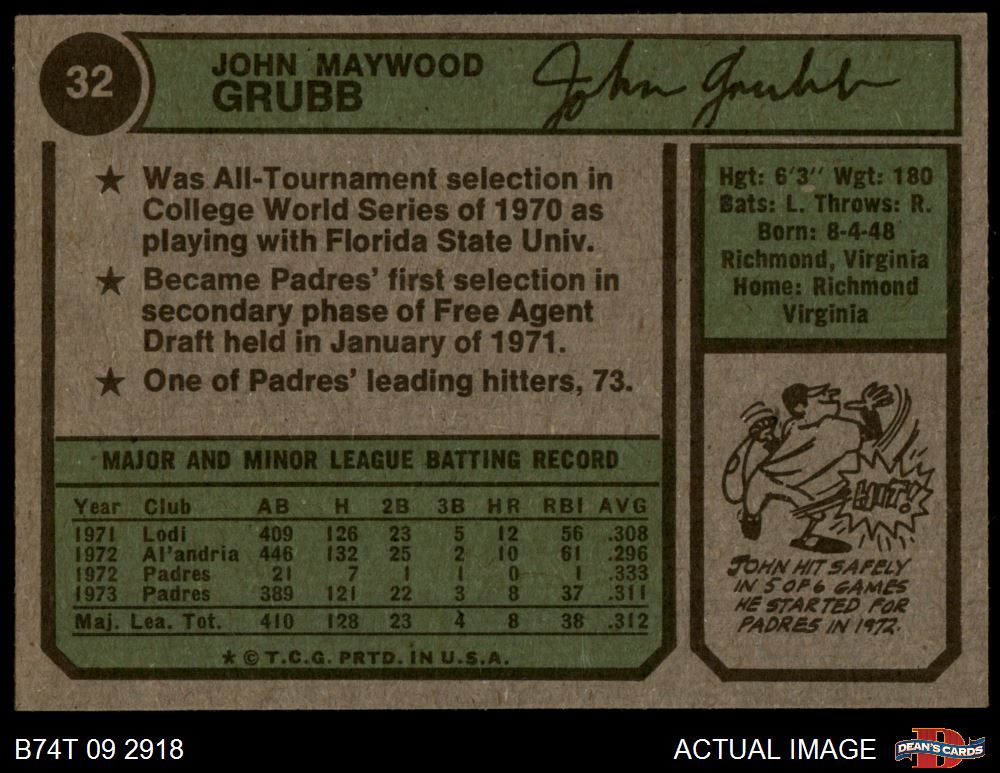 32
JOHN MAYWOOD
GRUBB
John Grubb
★ Was All-Tournament selection in
College World Series of 1970 as
playing with Florida State Univ.
★ Became Padres' first selection in
secondary phase of Free Agent
Draft held in January of 1971.
★ One of Padres' leading hitters, 73.
Hgt: 6'3'' Wgt: 180
Bats: L. Throws: R.
Born: 8-4-48
Richmond, Virginia
Home: Richmond
Virginia
MAJOR AND MINOR LEAGUE BATTING RECORD
Year Club AB H 2B 3B HR RBI AVG
1971 Lodi 409 126 23 5 12 56 .308
1972 Al'andria 446 132 25 2 10 61 .296
1972 Padres 21 7 1 1 0 1 .333
1973 Padres 389 121 22 3 8 37 .311
Maj. Lea. Tot. 410 128 23 4 8 38 .312
★ © T.C.G. PRTD. IN U.S.A.
HIT!
JOHN HIT SAFELY
IN 5 OF 6 GAMES
HE STARTED FOR
PADRES IN 1972.
B74T 09 2918
ACTUAL IMAGE
D
DEAN'S CARDS